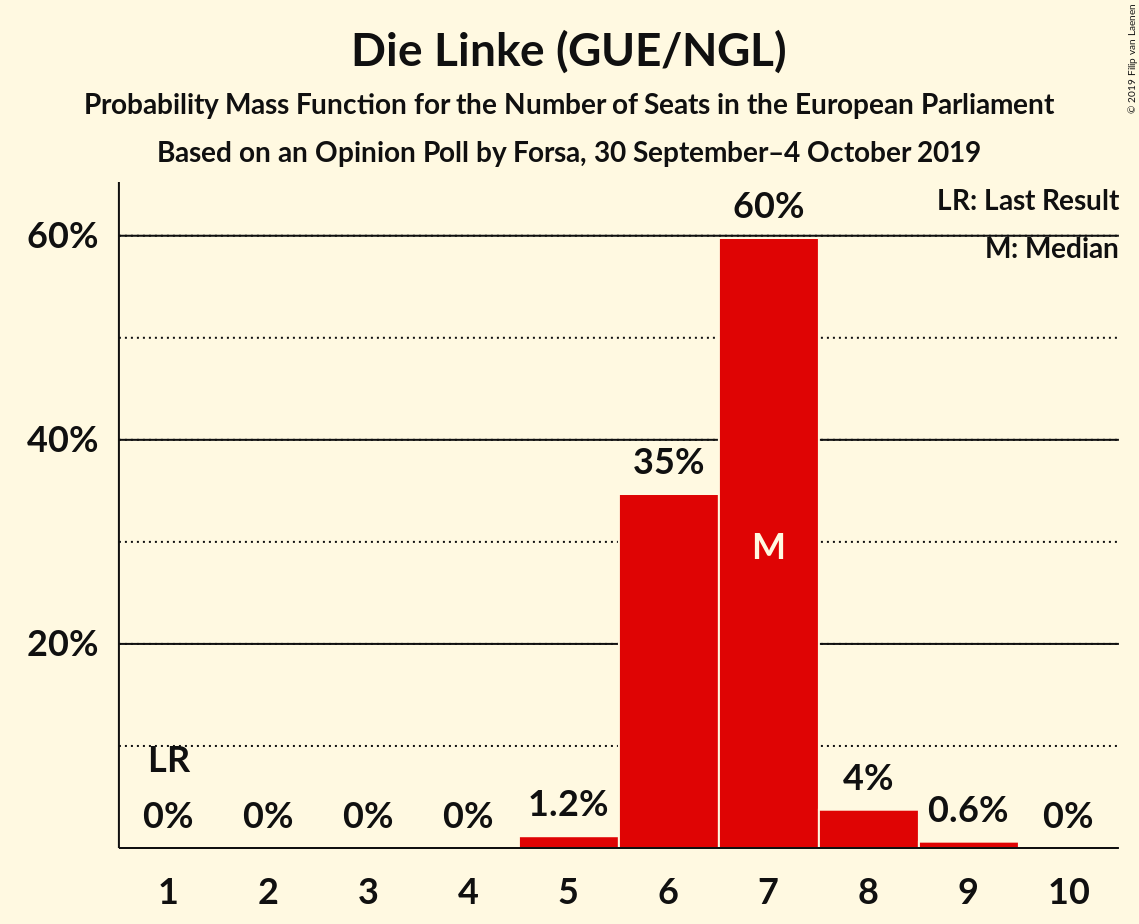 Die Linke (GUE/NGL)
Probability Mass Function for the Number of Seats in the European Parliament
Based on an Opinion Poll by Forsa, 30 September–4 October 2019
© 2019 Filip van Laenen
LR: Last Result
M: Median
60%
40%
20%
LR
0%
0%
0%
0%
1.2%
35%
60%
M
4%
0.6%
0%
1 2 3 4 5 6 7 8 9 10